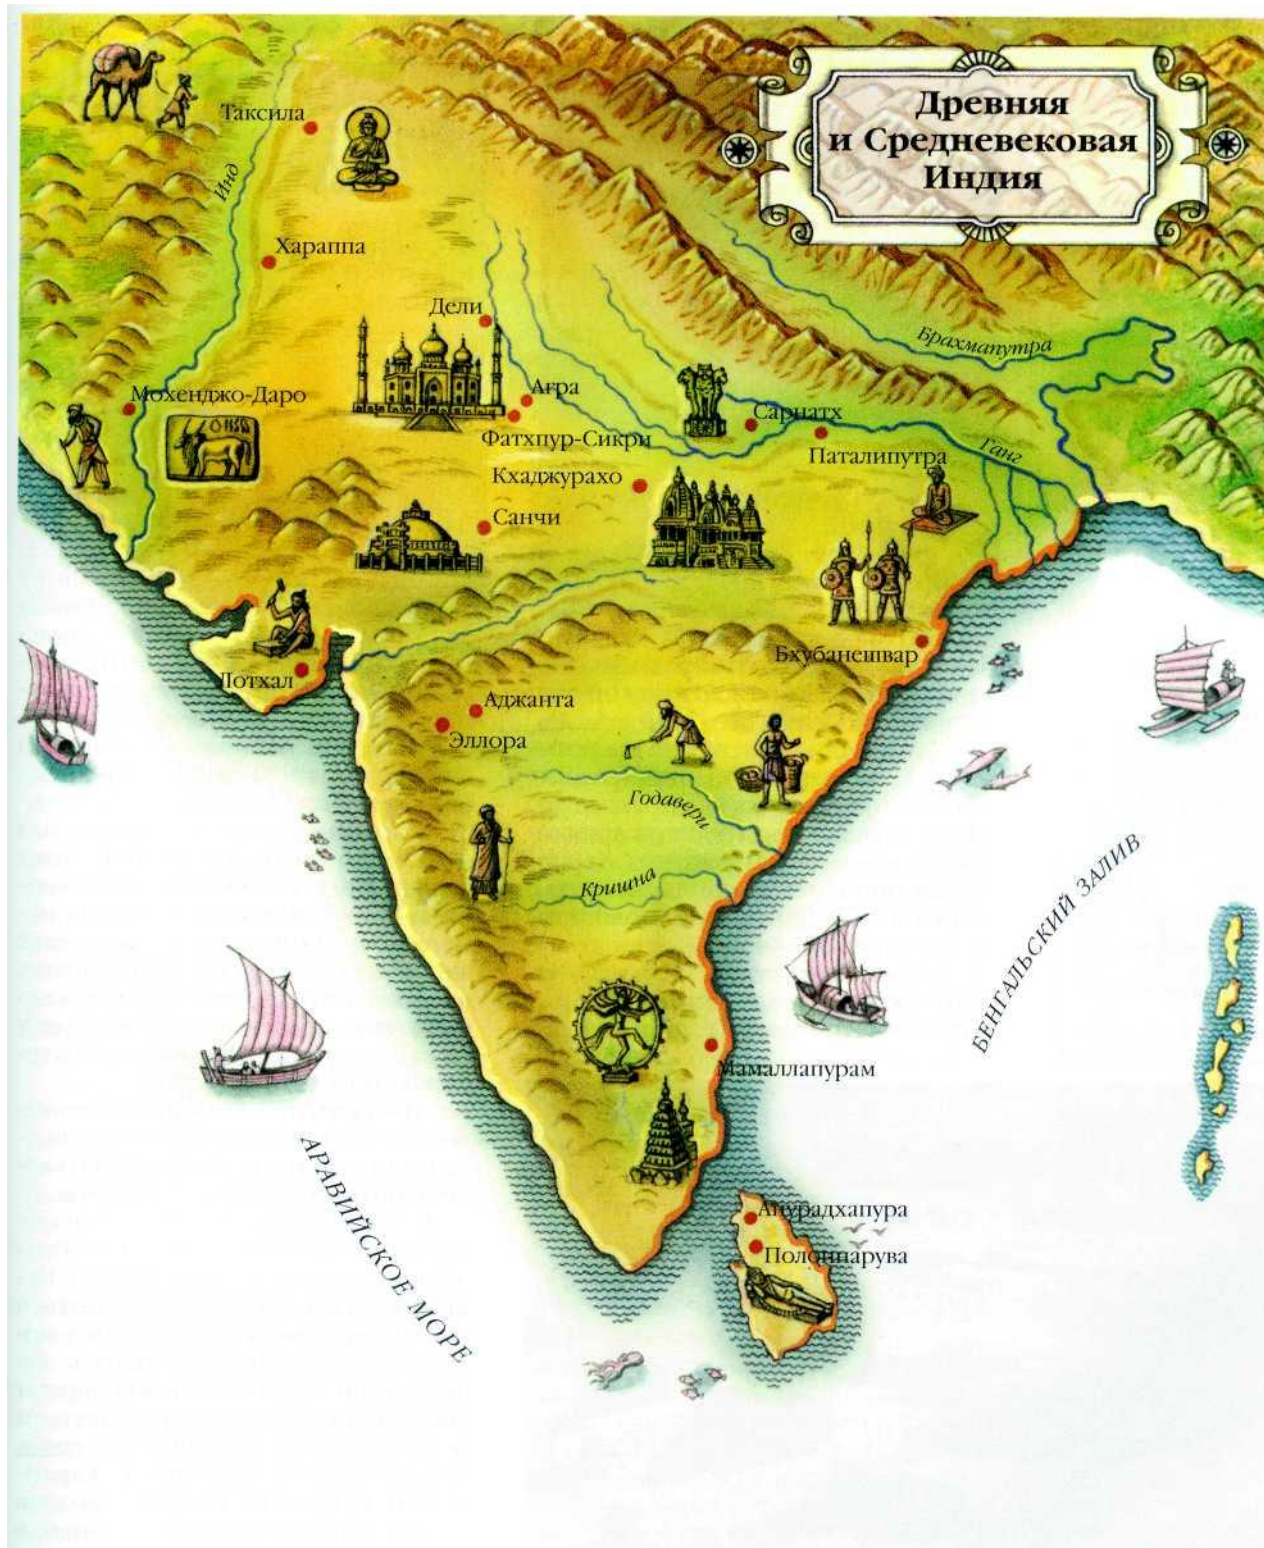 Древняя
и Средневековая
Индия
Таксила
Инд
Хараппа
Дели
Брахмапутра
Мохенджо-Даро
Агра
Сарнатх
Фатхпур-Сикри
Ганг
Паталипутра
Кхаджурахо
Санчи
Бхубанешвар
Лотхал
Аджанта
Эллора
Годавери
Кришна
БЕНГАЛЬСКИЙ ЗАЛИВ
Мамаллапурам
АРАВИЙСКОЕ МОРЕ
Анурадхапура
Полоннарува